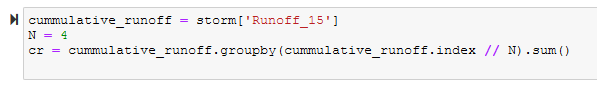 cummulative_runoff = storm['Runoff_15']
N = 4
cr = cummulative_runoff.groupby(cummulative_runoff.index // N).sum()